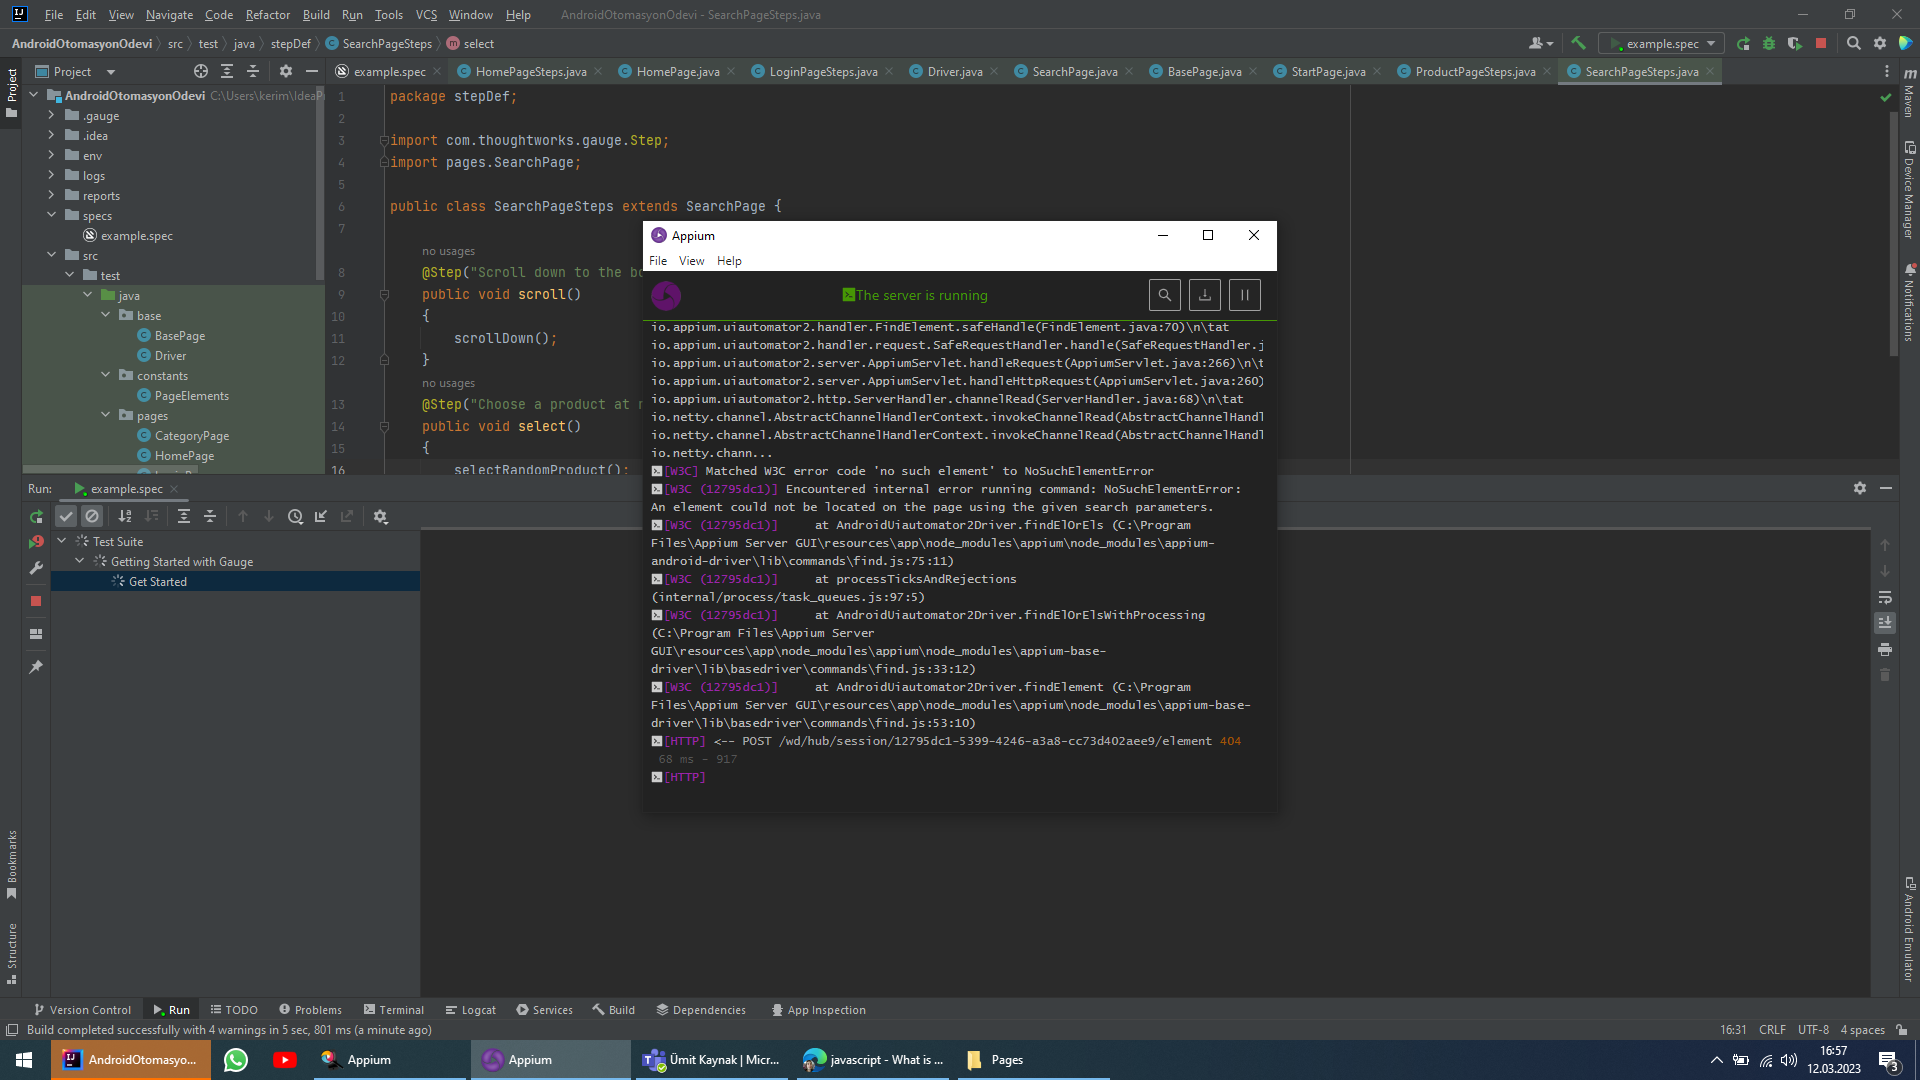 File Edit View Navigate Code Refactor Build Run Tools VCS Window Help AndroidOtomasyonOdevi - SearchPageSteps.java
AndroidOtomasyonOdevi src test java stepDef SearchPageSteps select example.spec
Project
Project
example.spec HomePageSteps.java HomePage.java LoginPageSteps.java Driver.java SearchPage.java BasePage.java StartPage.java ProductPageSteps.java SearchPageSteps.java
AndroidOtomasyonOdevi C:\Users\kerim\IdeaPr
.gauge
.idea
env
logs
reports
specs
example.spec
src
test
java
base
BasePage
Driver
constants
PageElements
pages
CategoryPage
HomePage
1 package stepDef;
2
3 import com.thoughtworks.gauge.Step;
4 import pages.SearchPage;
5
6 public class SearchPageSteps extends SearchPage {
7
no usages
8 @Step("Scroll down to the bo
9 public void scroll()
10 {
11 scrollDown();
12 }
no usages
13 @Step("Choose a product at r
14 public void select()
15 {
16 selectRandomProduct();
Maven
Device Manager
Notifications
Android Emulator
Appium
File View Help
The server is running
io.appium.uiautomator2.handler.FindElement.safeHandle(FindElement.java:70)\n\tat
io.appium.uiautomator2.handler.request.SafeRequestHandler.handle(SafeRequestHandler.j
io.appium.uiautomator2.server.AppiumServlet.handleRequest(AppiumServlet.java:266)\n\t
io.appium.uiautomator2.server.AppiumServlet.handleHttpRequest(AppiumServlet.java:260)
io.appium.uiautomator2.http.ServerHandler.channelRead(ServerHandler.java:68)\n\tat
io.netty.channel.AbstractChannelHandlerContext.invokeChannelRead(AbstractChannelHandl
io.netty.channel.AbstractChannelHandlerContext.invokeChannelRead(AbstractChannelHandl
io.netty.chann...
[W3C] Matched W3C error code 'no such element' to NoSuchElementError
[W3C (12795dc1)] Encountered internal error running command: NoSuchElementError:
An element could not be located on the page using the given search parameters.
[W3C (12795dc1)] at AndroidUiautomator2Driver.findElOrEls (C:\Program
Files\Appium Server GUI\resources\app\node_modules\appium\node_modules\appium-
android-driver\lib\commands\find.js:75:11)
[W3C (12795dc1)] at processTicksAndRejections
(internal/process/task_queues.js:97:5)
[W3C (12795dc1)] at AndroidUiautomator2Driver.findElOrElsWithProcessing
(C:\Program Files\Appium Server
GUI\resources\app\node_modules\appium\node_modules\appium-base-
driver\lib\basedriver\commands\find.js:33:12)
[W3C (12795dc1)] at AndroidUiautomator2Driver.findElement (C:\Program
Files\Appium Server GUI\resources\app\node_modules\appium\node_modules\appium-base-
driver\lib\basedriver\commands\find.js:53:10)
[HTTP] <-- POST /wd/hub/session/12795dc1-5399-4246-a3a8-cc73d402aee9/element 404
68 ms - 917
[HTTP]
Run: example.spec
Test Suite
Getting Started with Gauge
Get Started
Bookmarks
Structure
Version Control Run TODO Problems Terminal Logcat Services Build Dependencies App Inspection
Build completed successfully with 4 warnings in 5 sec, 801 ms (a minute ago) 16:31 CRLF UTF-8 4 spaces
AndroidOtomasyo... Appium Appium Ümit Kaynak | Micr... javascript - What is ... Pages
16:57
12.03.2023
3